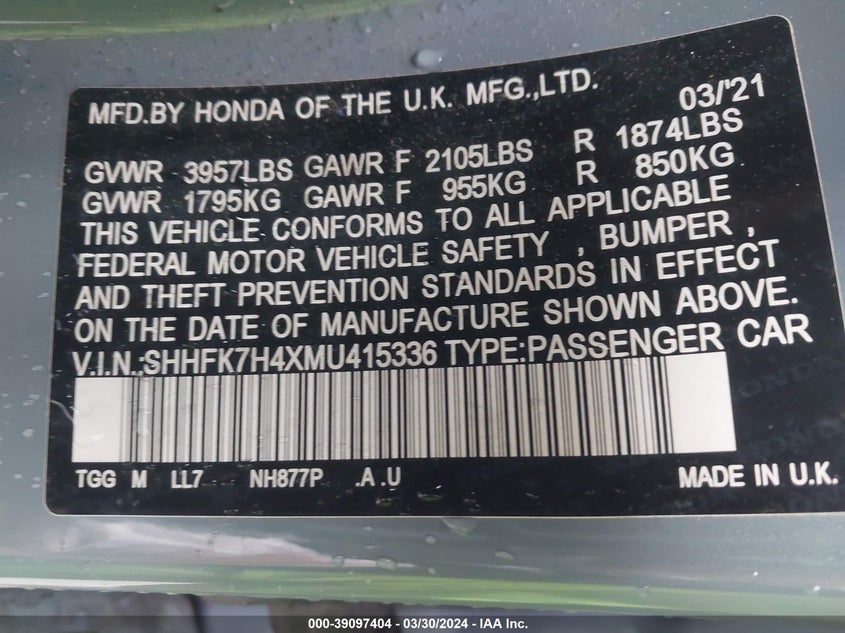 MFD.BY HONDA OF THE U.K. MFG.,LTD. 03/'21
GVWR 3957LBS GAWR F 2105LBS R 1874LBS
GVWR 1795KG GAWR F 955KG R 850KG
THIS VEHICLE CONFORMS TO ALL APPLICABLE
FEDERAL MOTOR VEHICLE SAFETY , BUMPER ,
AND THEFT PREVENTION STANDARDS IN EFFECT
ON THE DATE OF MANUFACTURE SHOWN ABOVE.
V.I.N.:SHHFK7H4XMU415336 TYPE:PASSENGER CAR
TGG M LL7 NH877P .A .U MADE IN U.K.
000-39097404 - 03/30/2024 - IAA Inc.